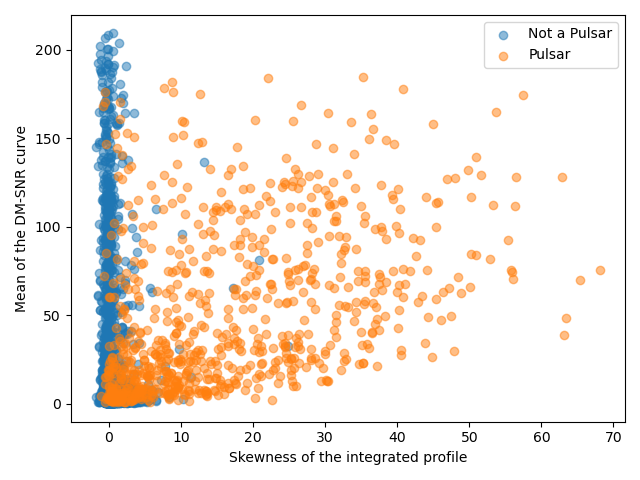 Not a Pulsar
Pulsar
200
150
100
50
0
Mean of the DM-SNR curve
0 10 20 30 40 50 60 70
Skewness of the integrated profile